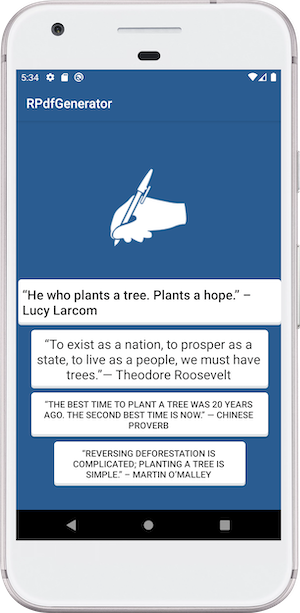 5:34
RPdfGenerator
“He who plants a tree. Plants a hope.” –
Lucy Larcom
“To exist as a nation, to prosper as a
state, to live as a people, we must have
trees.”— Theodore Roosevelt
“THE BEST TIME TO PLANT A TREE WAS 20 YEARS
AGO. THE SECOND BEST TIME IS NOW.” — CHINESE
PROVERB
“REVERSING DEFORESTATION IS
COMPLICATED; PLANTING A TREE IS
SIMPLE.” – MARTIN O’MALLEY